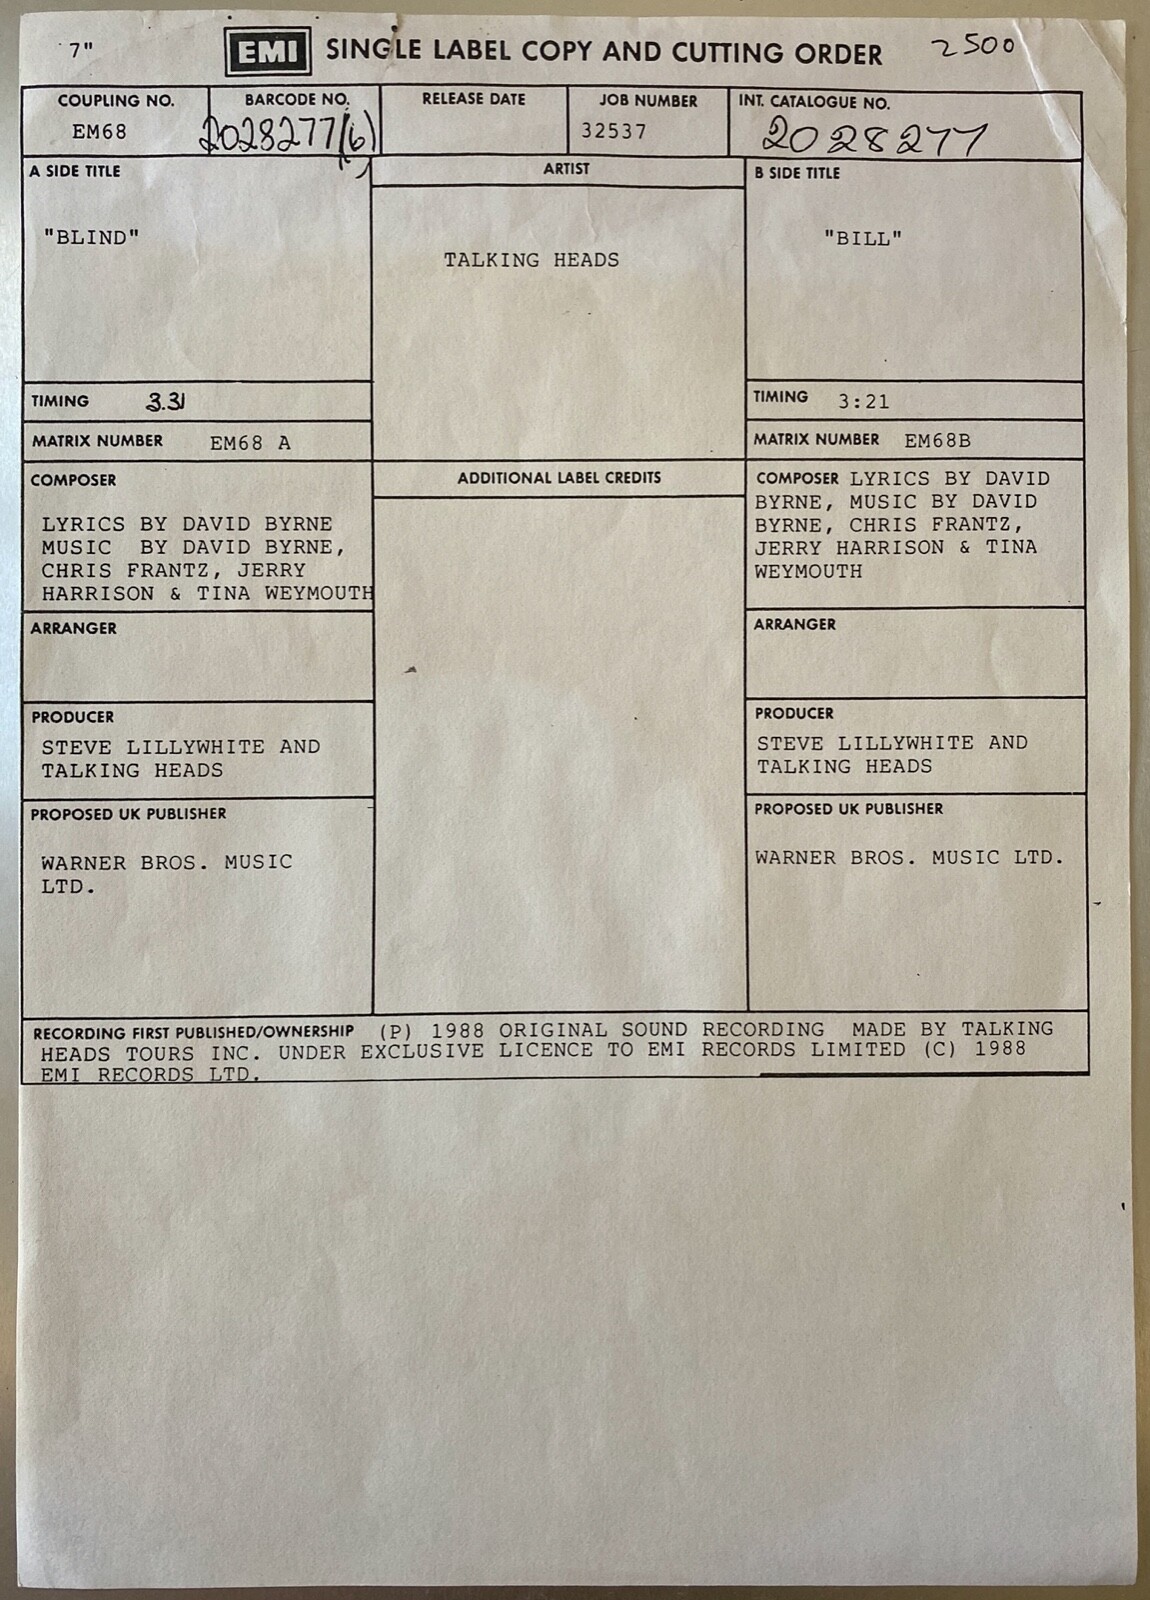 7"
EMI SINGLE LABEL COPY AND CUTTING ORDER
2500
COUPLING NO.
EM68
BARCODE NO.
2028277(6)
RELEASE DATE
JOB NUMBER
32537
INT. CATALOGUE NO.
2028277
A SIDE TITLE
"BLIND"
ARTIST
TALKING HEADS
B SIDE TITLE
"BILL"
TIMING 3.31
MATRIX NUMBER EM68 A
TIMING 3:21
MATRIX NUMBER EM68B
COMPOSER
LYRICS BY DAVID BYRNE
MUSIC BY DAVID BYRNE,
CHRIS FRANTZ, JERRY
HARRISON & TINA WEYMOUTH
ADDITIONAL LABEL CREDITS
COMPOSER LYRICS BY DAVID
BYRNE, MUSIC BY DAVID
BYRNE, CHRIS FRANTZ,
JERRY HARRISON & TINA
WEYMOUTH
ARRANGER
ARRANGER
PRODUCER
STEVE LILLYWHITE AND
TALKING HEADS
PRODUCER
STEVE LILLYWHITE AND
TALKING HEADS
PROPOSED UK PUBLISHER
WARNER BROS. MUSIC
LTD.
PROPOSED UK PUBLISHER
WARNER BROS. MUSIC LTD.
RECORDING FIRST PUBLISHED/OWNERSHIP (P) 1988 ORIGINAL SOUND RECORDING MADE BY TALKING
HEADS TOURS INC. UNDER EXCLUSIVE LICENCE TO EMI RECORDS LIMITED (C) 1988
EMI RECORDS LTD.